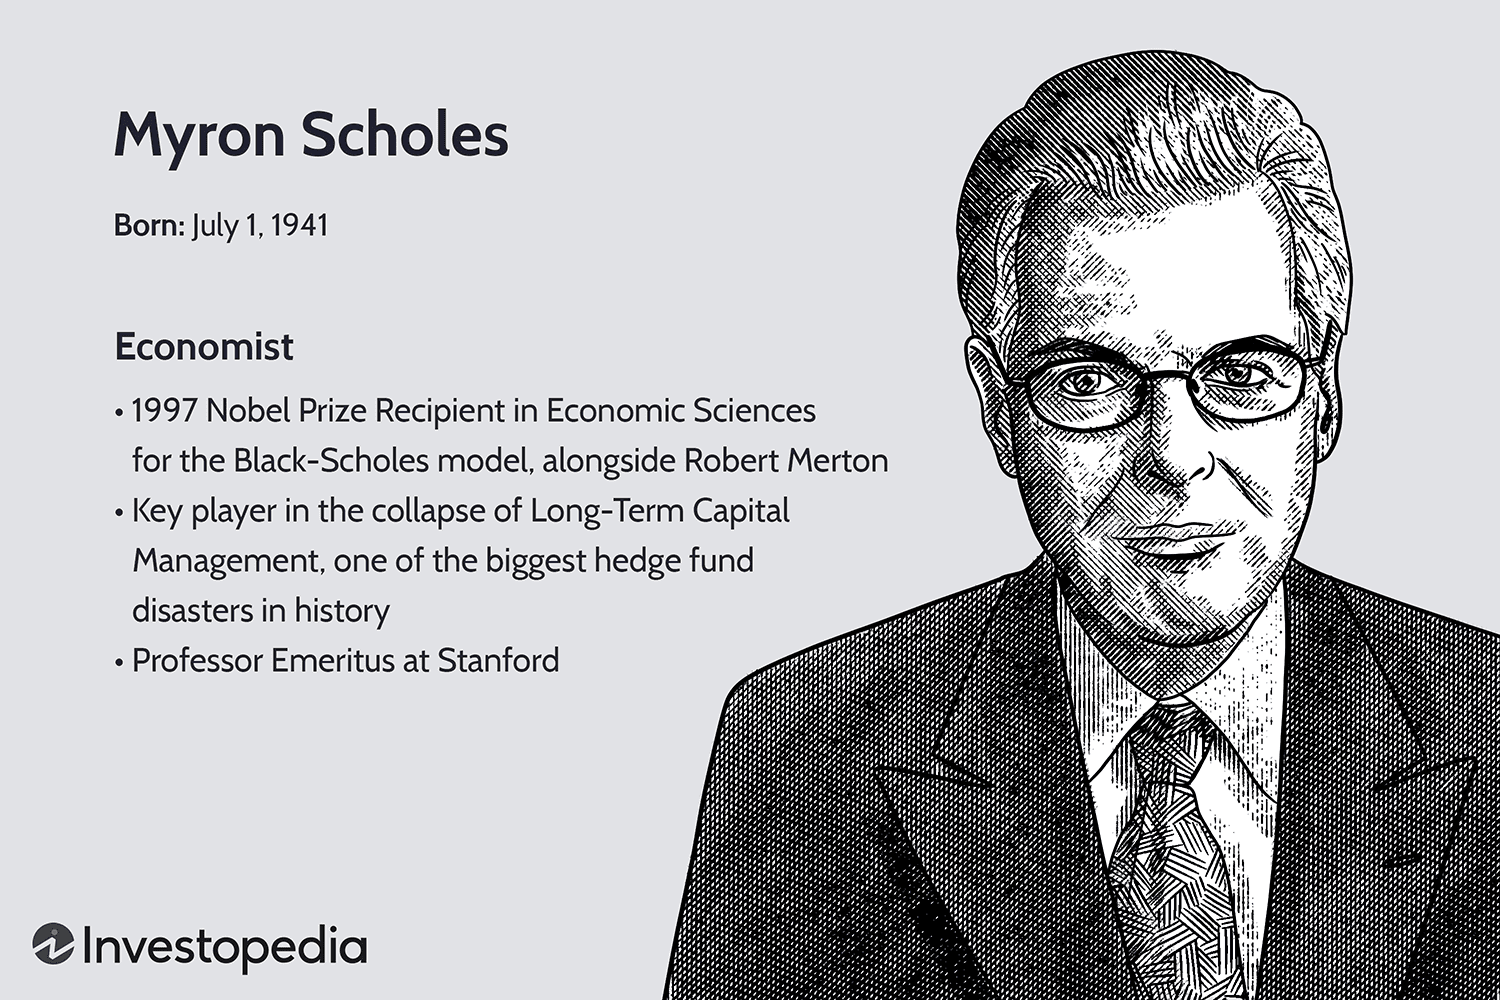 Myron Scholes
Born: July 1, 1941
Economist
• 1997 Nobel Prize Recipient in Economic Sciences
for the Black-Scholes model, alongside Robert Merton
• Key player in the collapse of Long-Term Capital
Management, one of the biggest hedge fund
disasters in history
• Professor Emeritus at Stanford
Investopedia